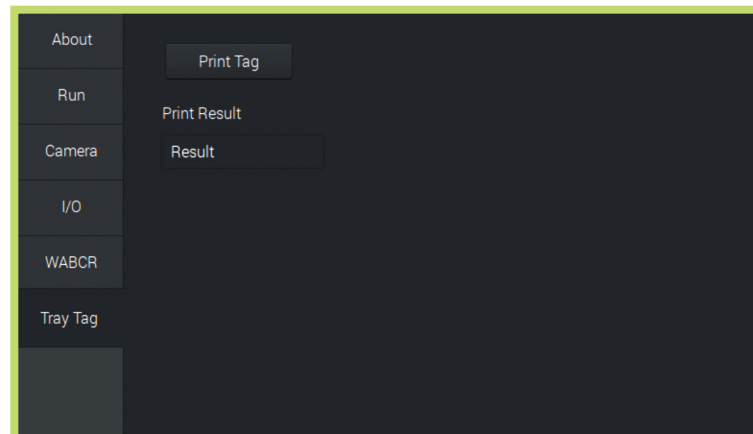 About
Run
Camera
I/O
WABCR
Tray Tag
Print Tag
Print Result
Result